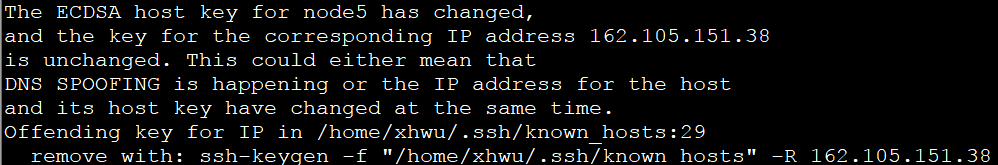 The ECDSA host key for node5 has changed,
and the key for the corresponding IP address 162.105.151.38
is unchanged. This could either mean that
DNS SPOOFING is happening or the IP address for the host
and its host key have changed at the same time.
Offending key for IP in /home/xhwu/.ssh/known_hosts:29
  remove with: ssh-keygen -f "/home/xhwu/.ssh/known_hosts" -R 162.105.151.38